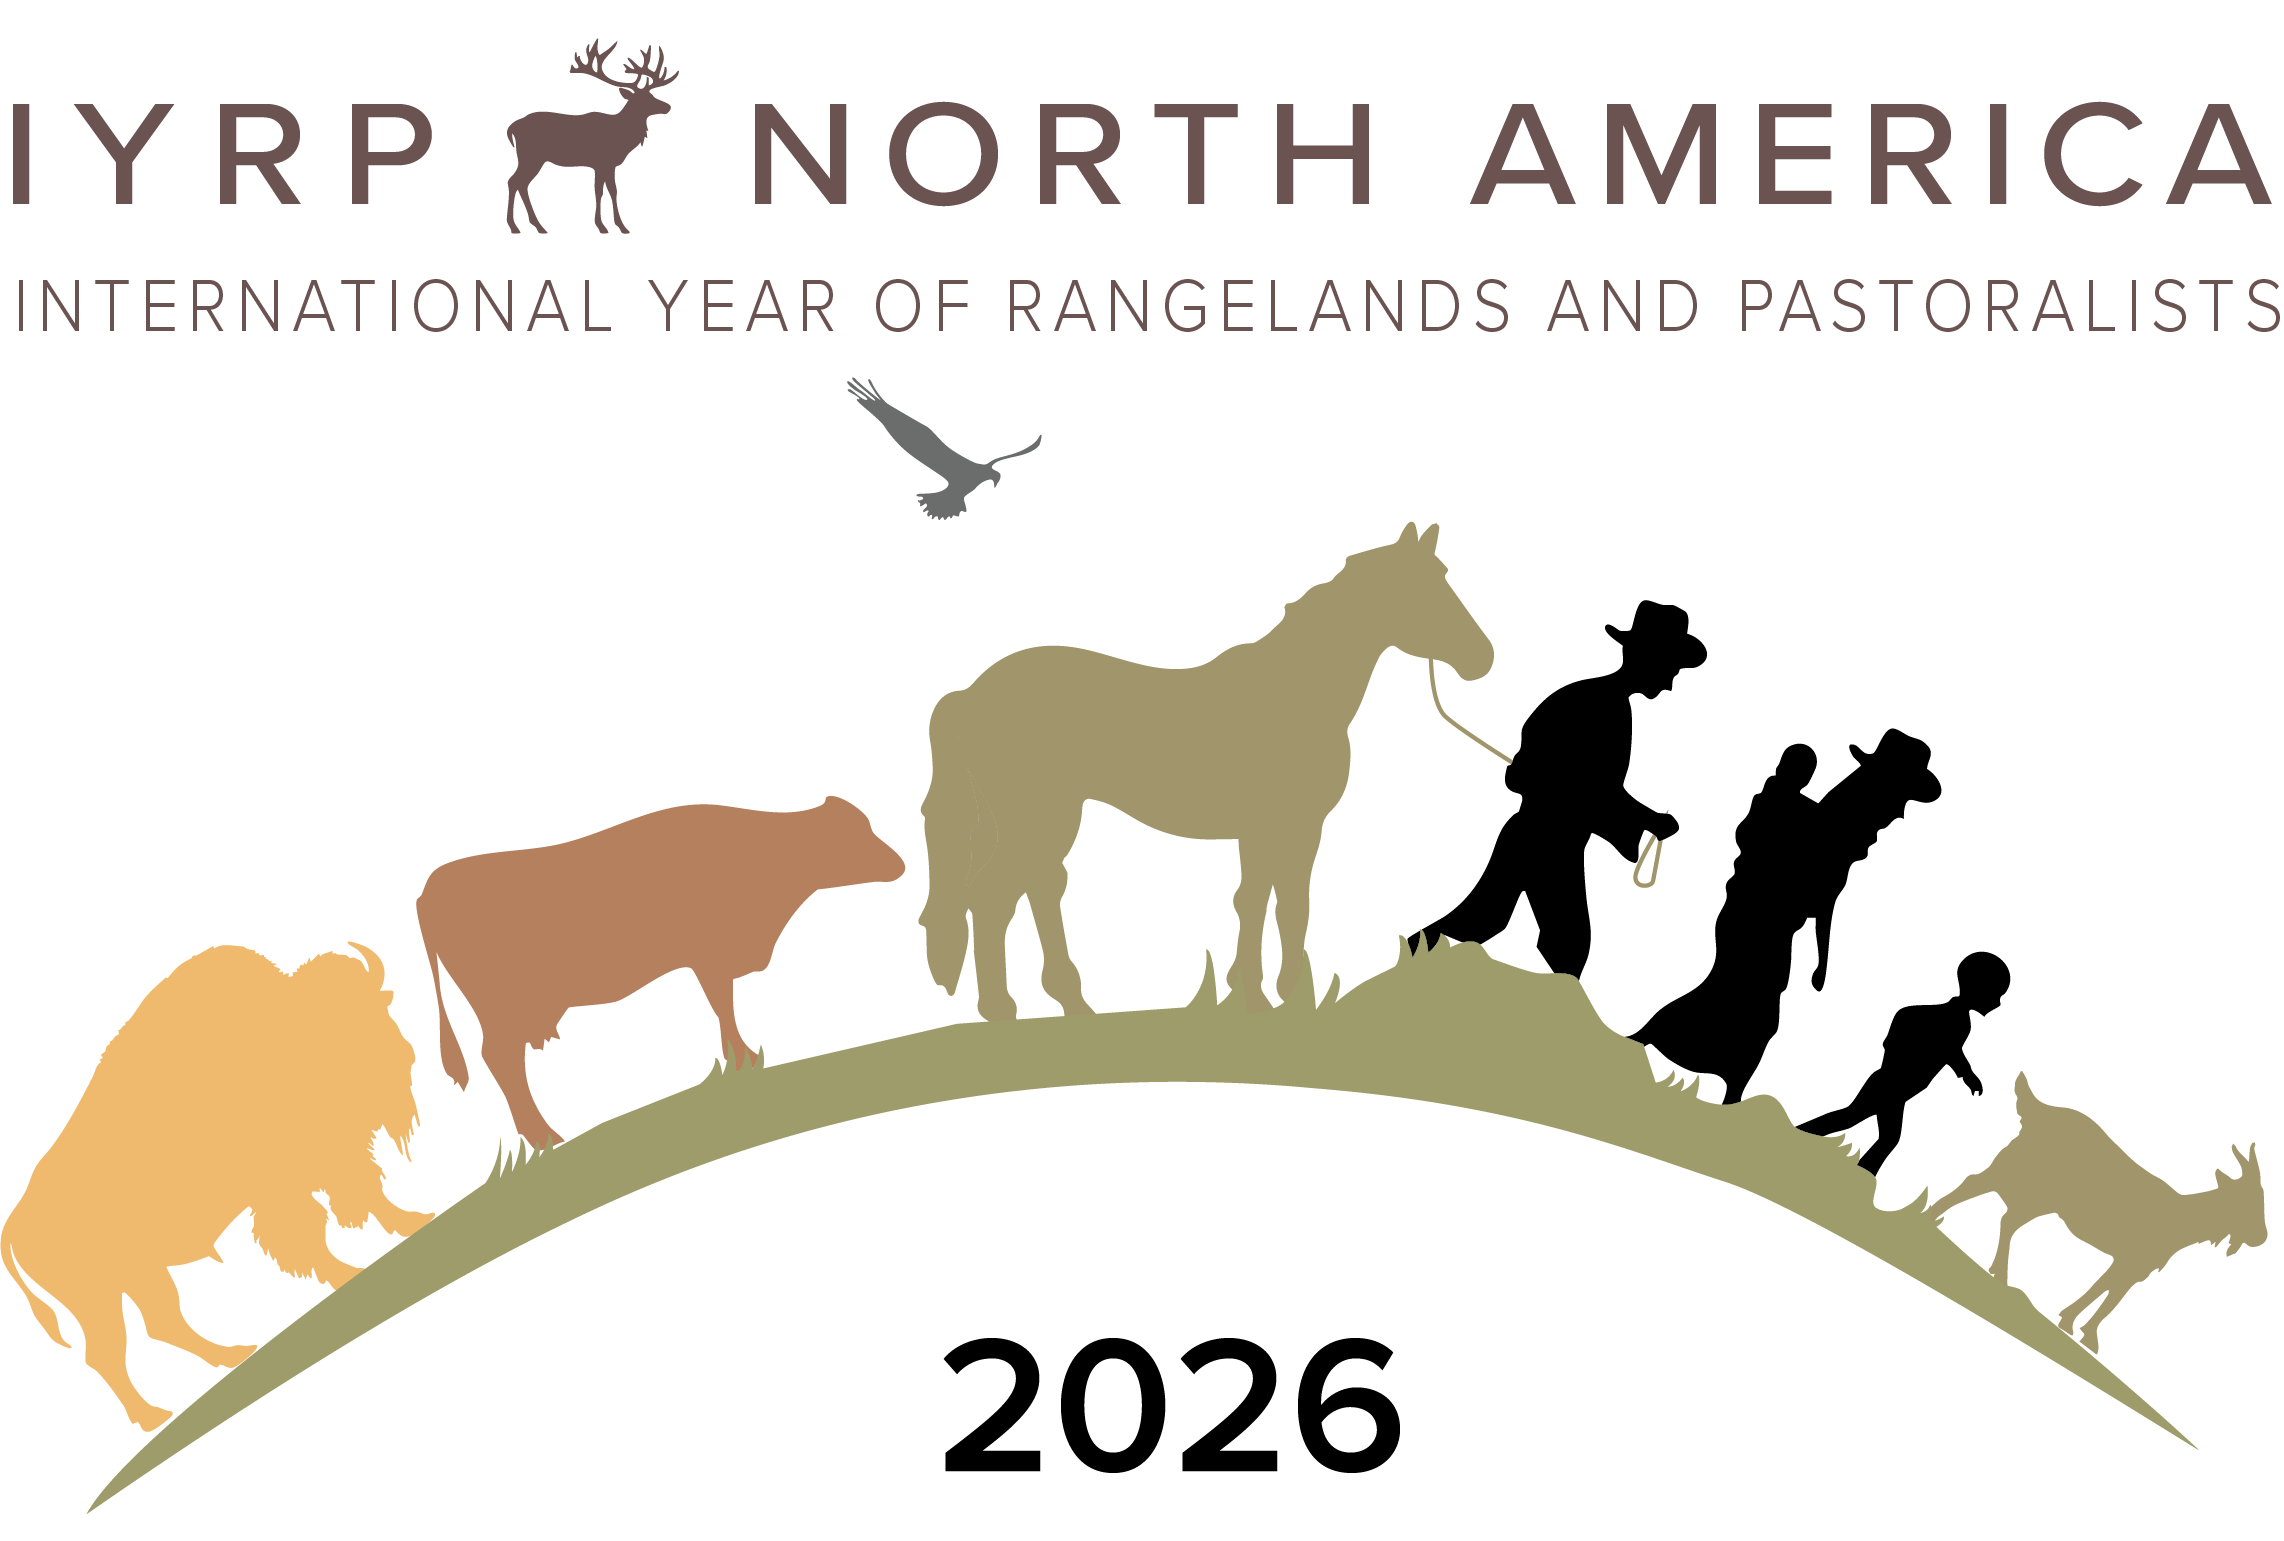 IYRP NORTH AMERICA
INTERNATIONAL YEAR OF RANGELANDS AND PASTORALISTS
2026